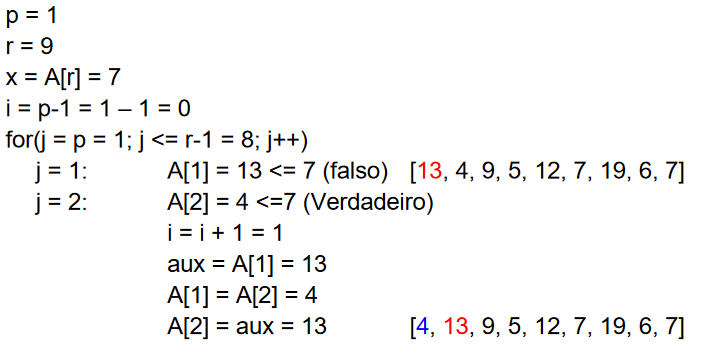 p = 1
r = 9
x = A[r] = 7
i = p-1 = 1 – 1 = 0
for(j = p = 1; j <= r-1 = 8; j++)
j = 1: A[1] = 13 <= 7 (falso) [13, 4, 9, 5, 12, 7, 19, 6, 7]
j = 2: A[2] = 4 <=7 (Verdadeiro)
i = i + 1 = 1
aux = A[1] = 13
A[1] = A[2] = 4
A[2] = aux = 13 [4, 13, 9, 5, 12, 7, 19, 6, 7]